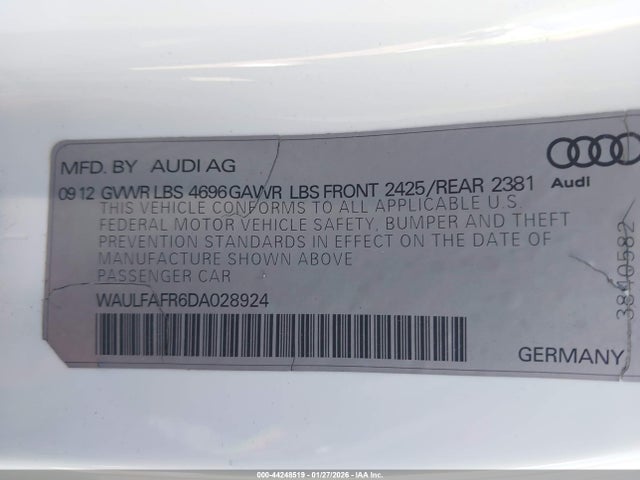 MFD. BY AUDI AG
09 12 GVWR LBS 4696 GAWR LBS FRONT 2425/REAR 2381
THIS VEHICLE CONFORMS TO ALL APPLICABLE U.S.
FEDERAL MOTOR VEHICLE SAFETY, BUMPER AND THEFT
PREVENTION STANDARDS IN EFFECT ON THE DATE OF
MANUFACTURE SHOWN ABOVE
PASSENGER CAR
WAULFAFR6DA028924
Audi
3840582
GERMANY
000-44248519 - 01/27/2026 - IAA Inc.